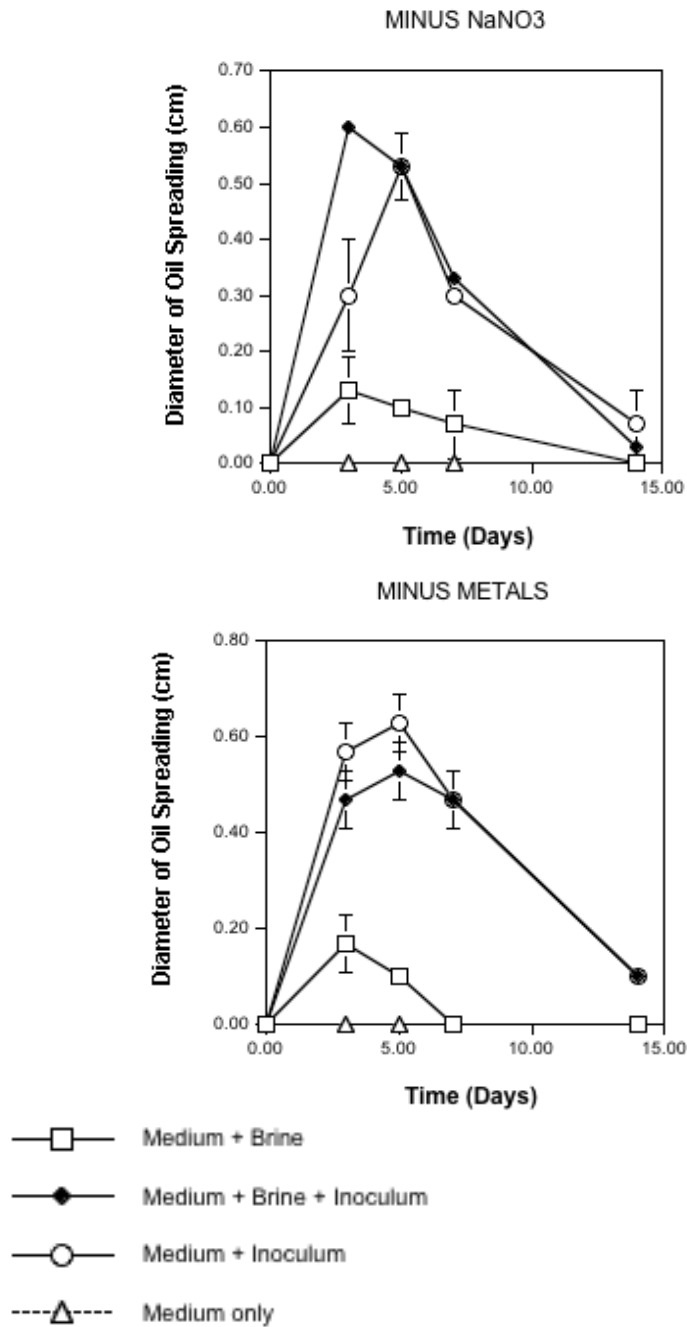 MINUS NaNO3
Diameter of Oil Spreading (cm)
0.70
0.60
0.50
0.40
0.30
0.20
0.10
0.00
0.00 5.00 10.00 15.00
Time (Days)
MINUS METALS
Diameter of Oil Spreading (cm)
0.80
0.60
0.40
0.20
0.00
0.00 5.00 10.00 15.00
Time (Days)
Medium + Brine
Medium + Brine + Inoculum
Medium + Inoculum
Medium only